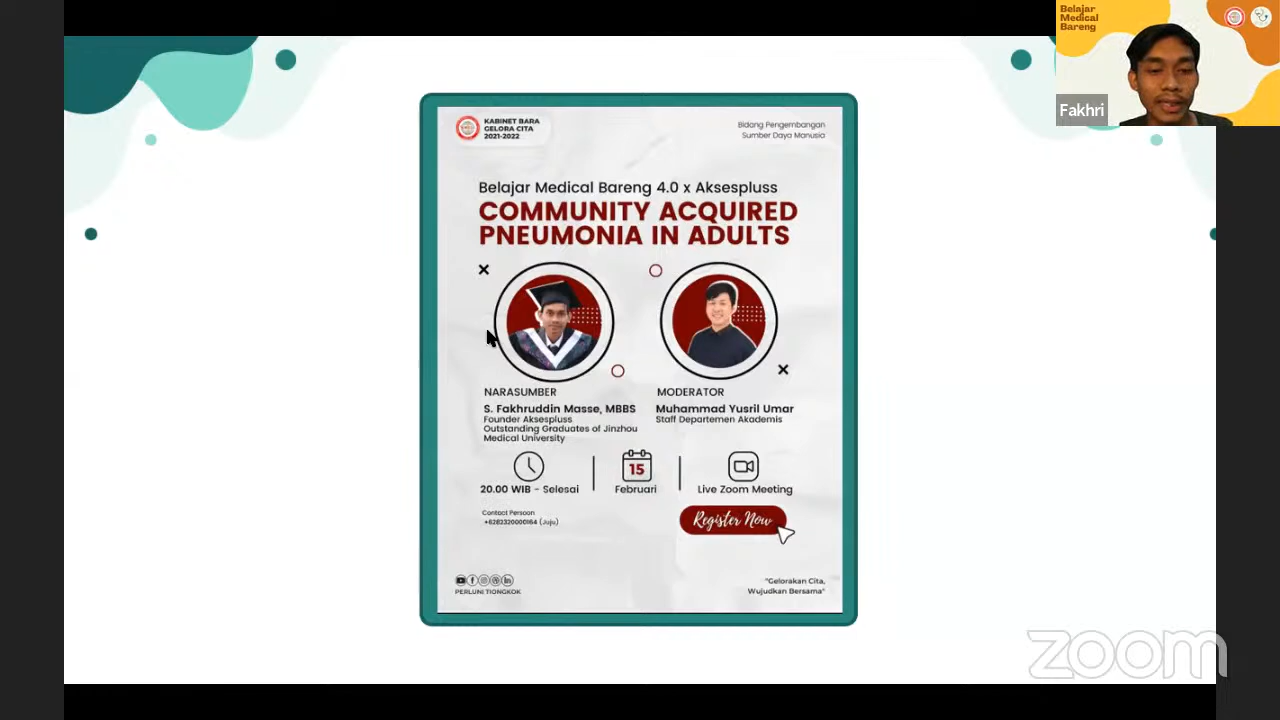 Belajar
Medical
Bareng
Fakhri
KABINET BARA
GELORA CITA
2021-2022
Bidang Pengembangan
Sumber Daya Manusia
Belajar Medical Bareng 4.0 x Aksespluss
COMMUNITY ACQUIRED
PNEUMONIA IN ADULTS
NARASUMBER
S. Fakhruddin Masse, MBBS
Founder Aksespluss
Outstanding Graduates of Jinzhou
Medical University
MODERATOR
Muhammad Yusril Umar
Staff Departemen Akademis
20.00 WIB - Selesai
15
Februari
Live Zoom Meeting
Contact Persoon
+6283320000164 (Juju)
Register Now
PERLUNI TIONGKOK
"Gelorakan Cita,
Wujudkan Bersama"
zoom